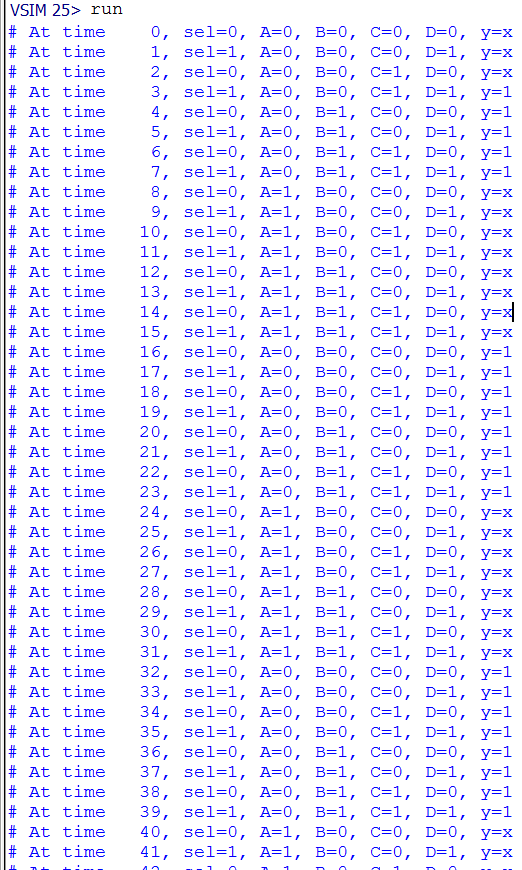 VSIM 25> run
# At time    0, sel=0, A=0, B=0, C=0, D=0, y=x
# At time    1, sel=1, A=0, B=0, C=0, D=1, y=x
# At time    2, sel=0, A=0, B=0, C=1, D=0, y=x
# At time    3, sel=1, A=0, B=0, C=1, D=1, y=1
# At time    4, sel=0, A=0, B=1, C=0, D=0, y=1
# At time    5, sel=1, A=0, B=1, C=0, D=1, y=1
# At time    6, sel=0, A=0, B=1, C=1, D=0, y=1
# At time    7, sel=1, A=0, B=1, C=1, D=1, y=1
# At time    8, sel=0, A=1, B=0, C=0, D=0, y=x
# At time    9, sel=1, A=1, B=0, C=0, D=1, y=x
# At time   10, sel=0, A=1, B=0, C=1, D=0, y=x
# At time   11, sel=1, A=1, B=0, C=1, D=1, y=x
# At time   12, sel=0, A=1, B=1, C=0, D=0, y=x
# At time   13, sel=1, A=1, B=1, C=0, D=1, y=x
# At time   14, sel=0, A=1, B=1, C=1, D=0, y=x
# At time   15, sel=1, A=1, B=1, C=1, D=1, y=x
# At time   16, sel=0, A=0, B=0, C=0, D=0, y=1
# At time   17, sel=1, A=0, B=0, C=0, D=1, y=1
# At time   18, sel=0, A=0, B=0, C=1, D=0, y=1
# At time   19, sel=1, A=0, B=0, C=1, D=1, y=1
# At time   20, sel=0, A=0, B=1, C=0, D=0, y=1
# At time   21, sel=1, A=0, B=1, C=0, D=1, y=1
# At time   22, sel=0, A=0, B=1, C=1, D=0, y=1
# At time   23, sel=1, A=0, B=1, C=1, D=1, y=1
# At time   24, sel=0, A=1, B=0, C=0, D=0, y=x
# At time   25, sel=1, A=1, B=0, C=0, D=1, y=x
# At time   26, sel=0, A=1, B=0, C=1, D=0, y=x
# At time   27, sel=1, A=1, B=0, C=1, D=1, y=x
# At time   28, sel=0, A=1, B=1, C=0, D=0, y=x
# At time   29, sel=1, A=1, B=1, C=0, D=1, y=x
# At time   30, sel=0, A=1, B=1, C=1, D=0, y=x
# At time   31, sel=1, A=1, B=1, C=1, D=1, y=x
# At time   32, sel=0, A=0, B=0, C=0, D=0, y=1
# At time   33, sel=1, A=0, B=0, C=0, D=1, y=1
# At time   34, sel=0, A=0, B=0, C=1, D=0, y=1
# At time   35, sel=1, A=0, B=0, C=1, D=1, y=1
# At time   36, sel=0, A=0, B=1, C=0, D=0, y=1
# At time   37, sel=1, A=0, B=1, C=0, D=1, y=1
# At time   38, sel=0, A=0, B=1, C=1, D=0, y=1
# At time   39, sel=1, A=0, B=1, C=1, D=1, y=1
# At time   40, sel=0, A=1, B=0, C=0, D=0, y=x
# At time   41, sel=1, A=1, B=0, C=0, D=1, y=x